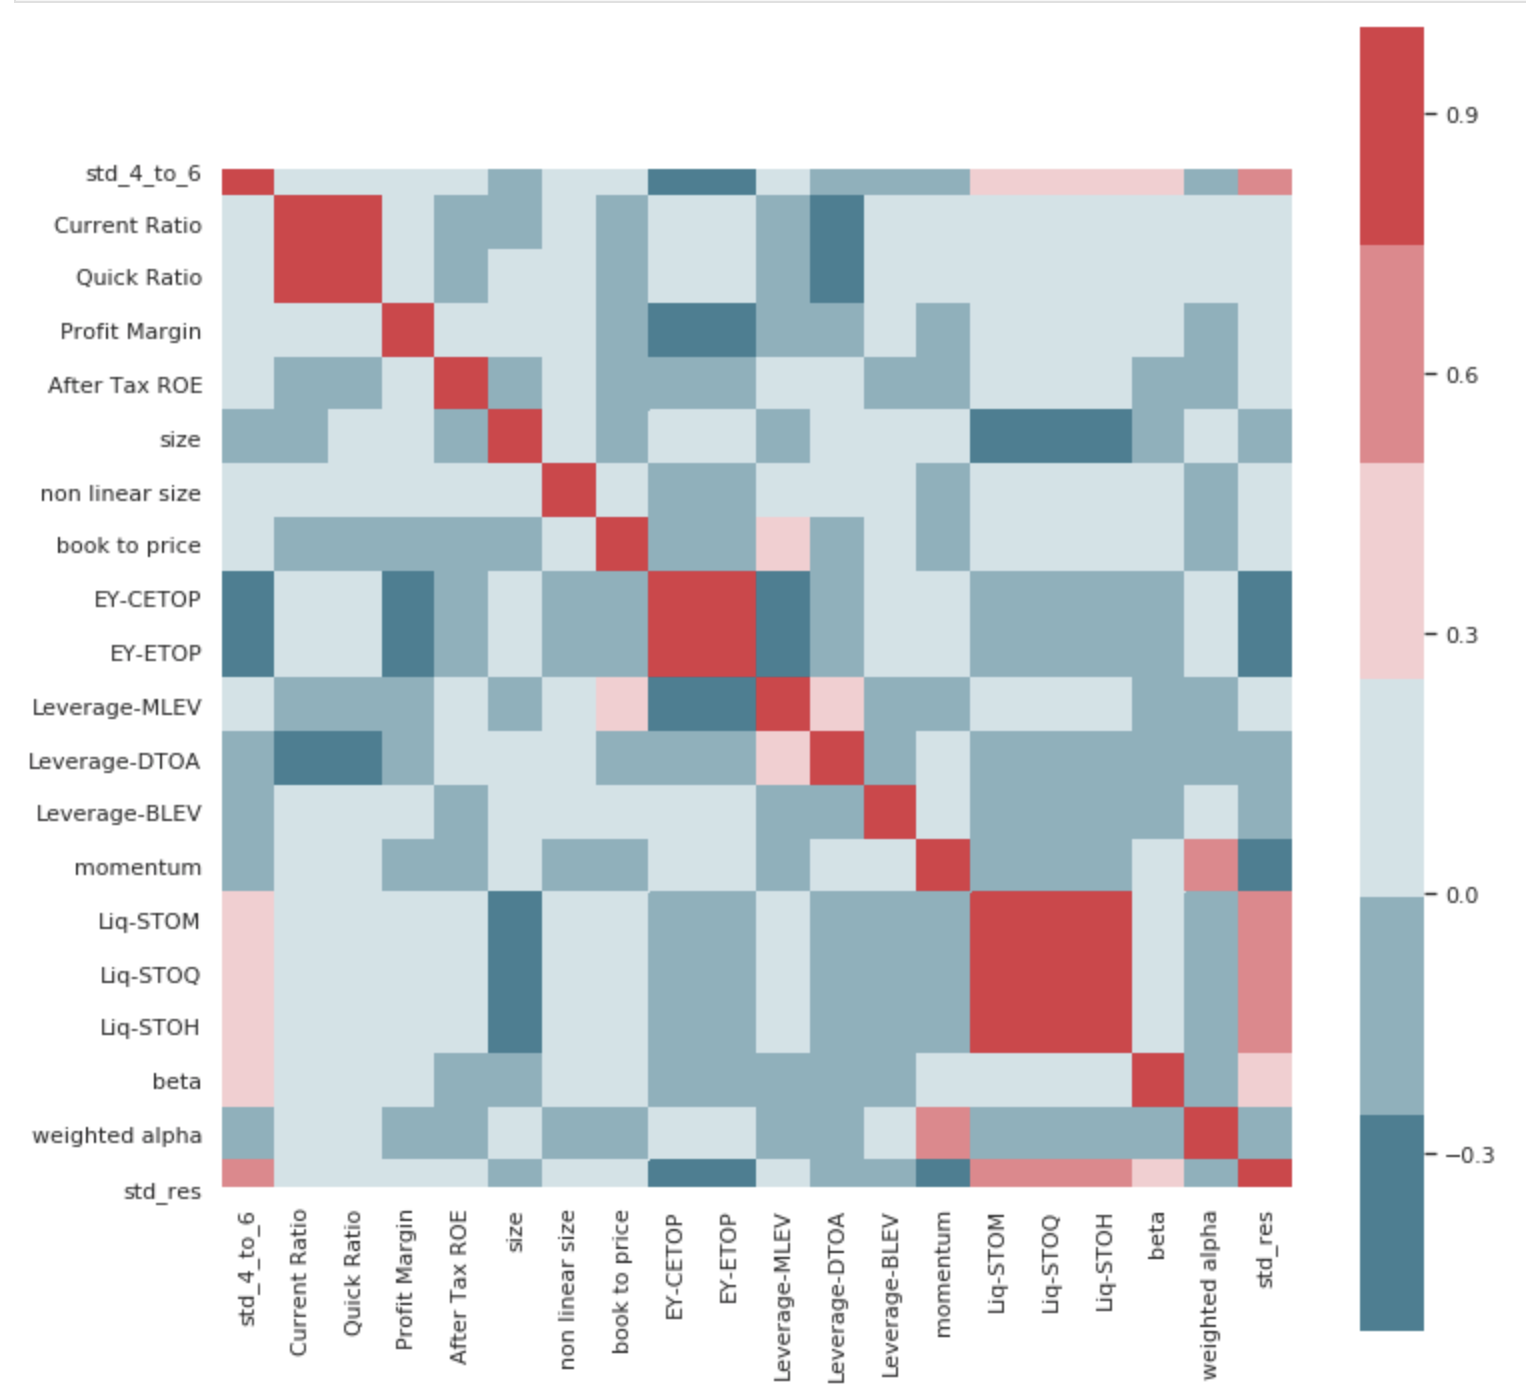 std_4_to_6
Current Ratio
Quick Ratio
Profit Margin
After Tax ROE
size
non linear size
book to price
EY-CETOP
EY-ETOP
Leverage-MLEV
Leverage-DTOA
Leverage-BLEV
momentum
Liq-STOM
Liq-STOQ
Liq-STOH
beta
weighted alpha
std_res
std_4_to_6
Current Ratio
Quick Ratio
Profit Margin
After Tax ROE
size
non linear size
book to price
EY-CETOP
EY-ETOP
Leverage-MLEV
Leverage-DTOA
Leverage-BLEV
momentum
Liq-STOM
Liq-STOQ
Liq-STOH
beta
weighted alpha
std_res
0.9
0.6
0.3
0.0
−0.3